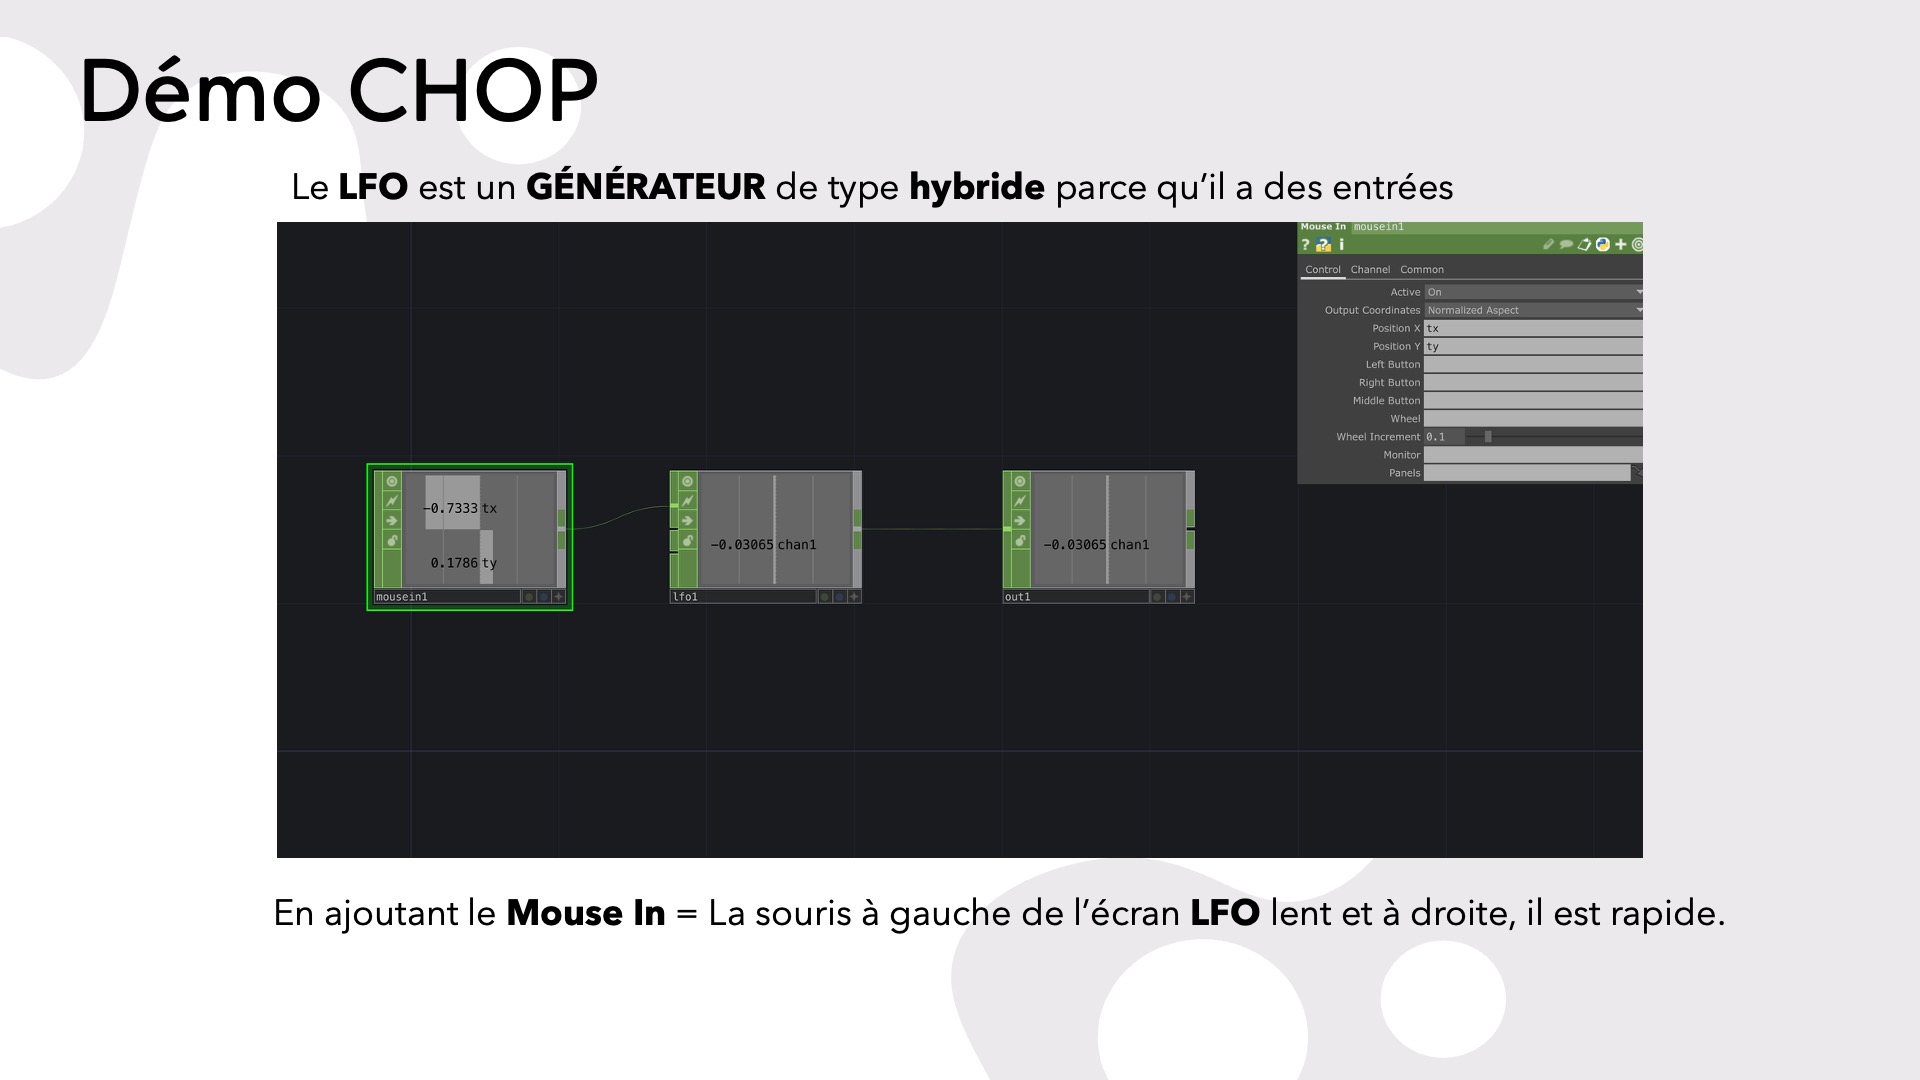 Démo CHOP
Le LFO est un GÉNÉRATEUR de type hybride parce qu’il a des entrées
Mouse In mousein1
? ? i
Control Channel Common
Active On
Output Coordinates Normalized Aspect
Position X tx
Position Y ty
Left Button
Right Button
Middle Button
Wheel
Wheel Increment 0.1
Monitor
Panels
-0.7333 tx
0.1786 ty
mousein1
-0.03065 chan1
lfo1
-0.03065 chan1
out1
En ajoutant le Mouse In = La souris à gauche de l’écran LFO lent et à droite, il est rapide.